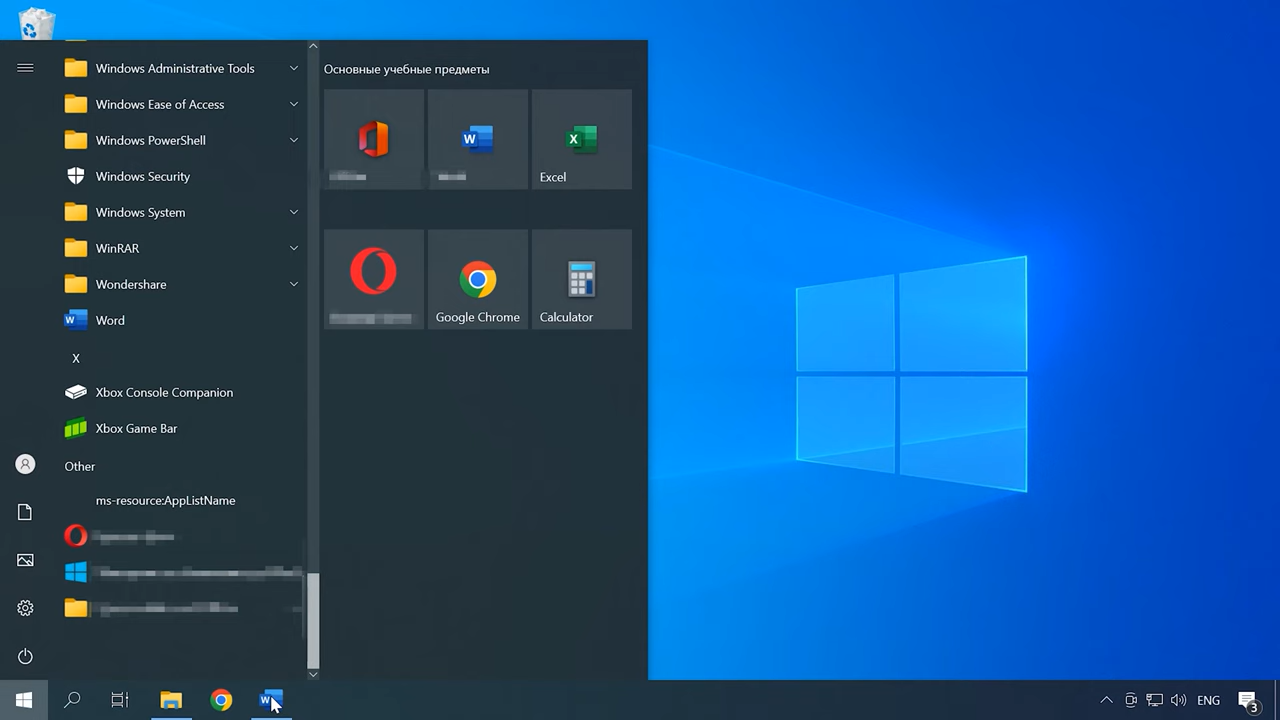 Windows Administrative Tools
Windows Ease of Access
Windows PowerShell
Windows Security
Windows System
WinRAR
Wondershare
Word
X
Xbox Console Companion
Xbox Game Bar
Other
ms-resource:AppListName
Основные учебные предметы
Excel
Google Chrome
Calculator
ENG
3